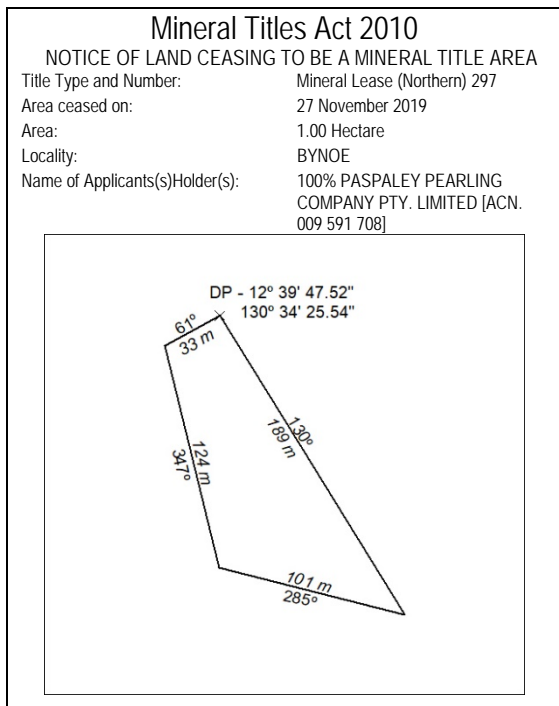 Mineral Titles Act 2010
NOTICE OF LAND CEASING TO BE A MINERAL TITLE AREA
Title Type and Number: Mineral Lease (Northern) 297
Area ceased on: 27 November 2019
Area: 1.00 Hectare
Locality: BYNOE
Name of Applicants(s)Holder(s): 100% PASPALEY PEARLING
COMPANY PTY. LIMITED [ACN.
009 591 708]
DP - 12º 39' 47.52"
130º 34' 25.54"
61º
33 m
130º
189 m
124 m
347º
101 m
285º